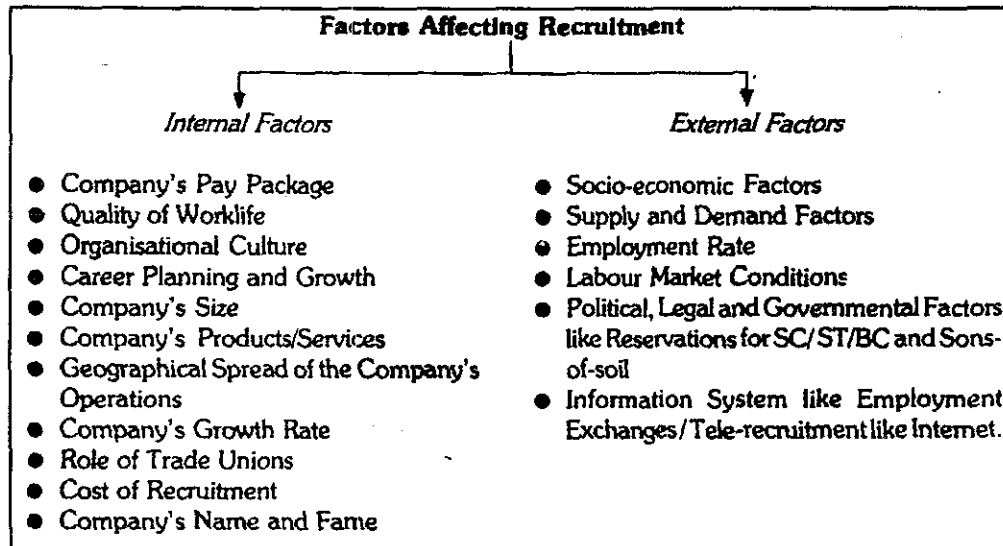 Factors Affecting Recruitment
Internal Factors
● Company's Pay Package
● Quality of Worklife
● Organisational Culture
● Career Planning and Growth
● Company's Size
● Company's Products/Services
● Geographical Spread of the Company's
Operations
● Company's Growth Rate
● Role of Trade Unions
● Cost of Recruitment
● Company's Name and Fame
External Factors
● Socio-economic Factors
● Supply and Demand Factors
● Employment Rate
● Labour Market Conditions
● Political, Legal and Governmental Factors
like Reservations for SC/ST/BC and Sons-
of-soil
● Information System like Employment
Exchanges/Tele-recruitment like Internet.